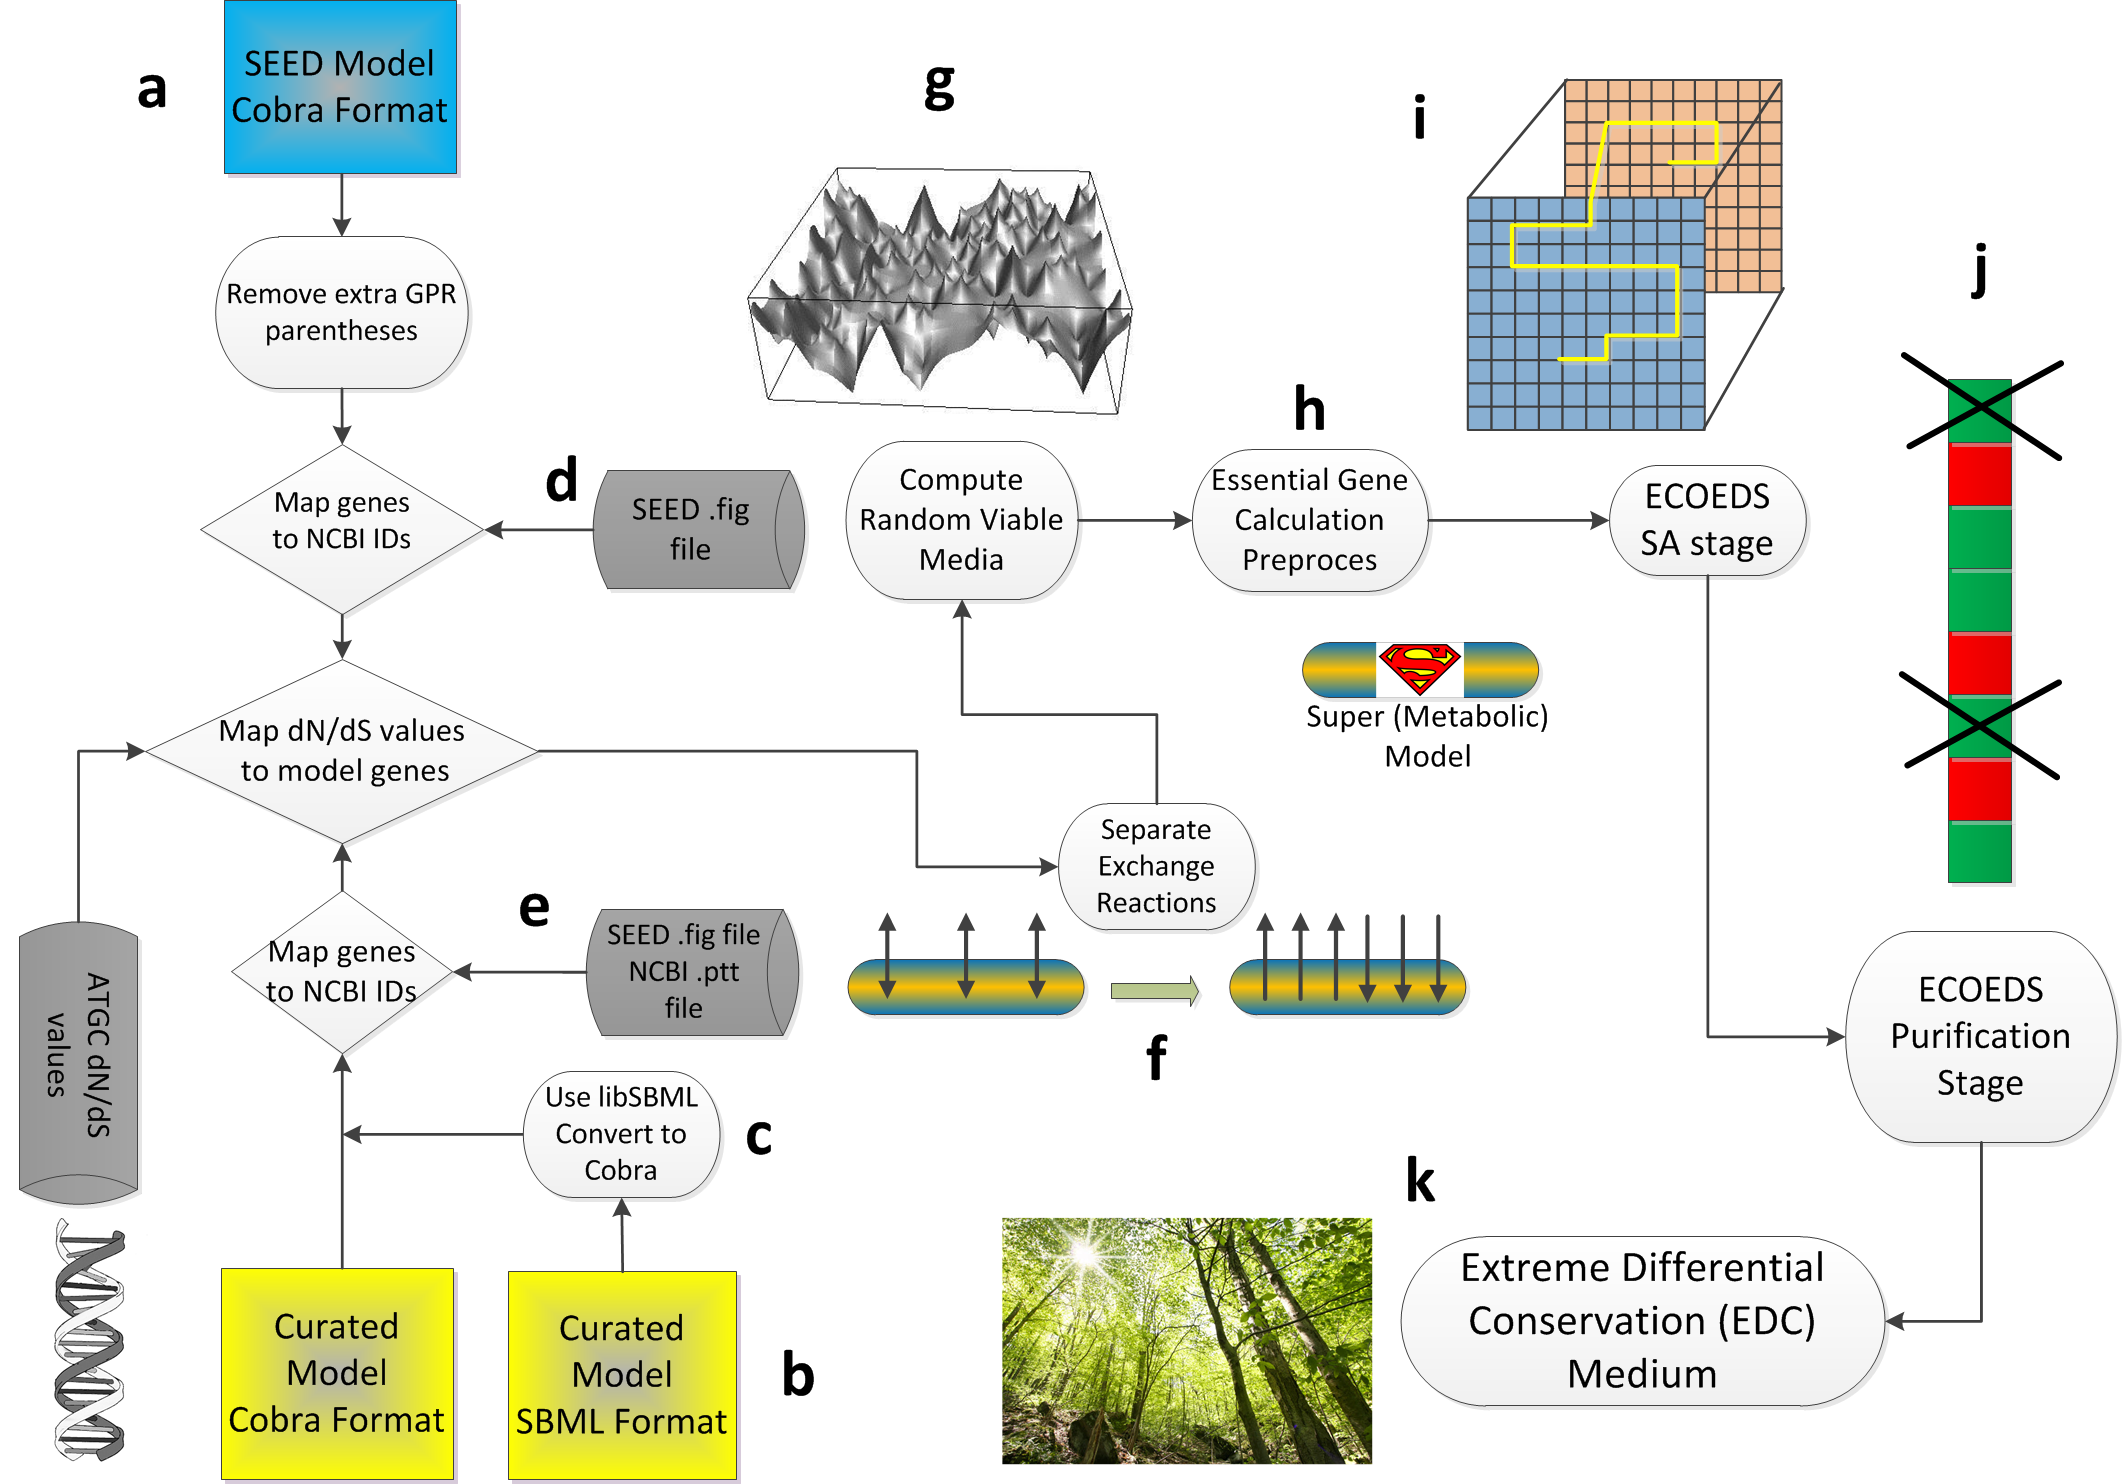 a
SEED Model
Cobra Format
Remove extra GPR
parentheses
Map genes
to NCBI IDs
d
SEED .fig
file
Map dN/dS values
to model genes
ATGC dN/dS
values
Map genes
to NCBI IDs
e
SEED .fig file
NCBI .ptt
file
Use libSBML
Convert to
Cobra
c
Curated
Model
Cobra Format
Curated
Model
SBML Format
b
g
Compute
Random Viable
Media
h
Essential Gene
Calculation
Preproces
i
ECOEDS
SA stage
j
S
Super (Metabolic)
Model
Separate
Exchange
Reactions
f
ECOEDS
Purification
Stage
k
Extreme Differential
Conservation (EDC)
Medium